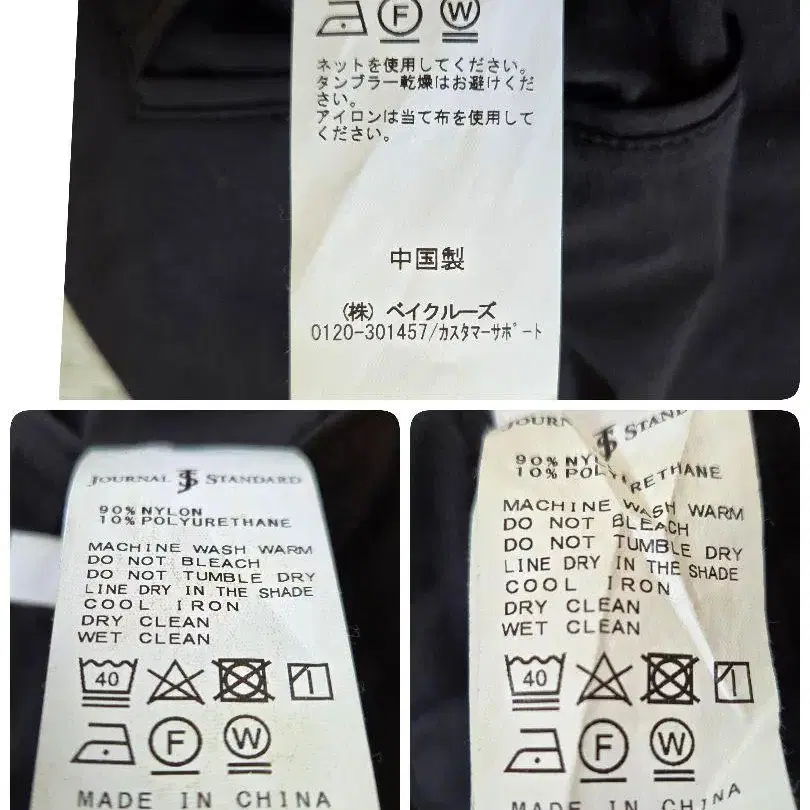 F W
ネットを使用してください。
タンブラー乾燥はお避けくだ
さい。
アイロンは当て布を使用して
ください。
中国製
(株) ベイクルーズ
0120-301457/カスタマーサポート
JOURNAL JS STANDARD
90% NYLON
10% POLYURETHANE
MACHINE WASH WARM
DO NOT BLEACH
DO NOT TUMBLE DRY
LINE DRY IN THE SHADE
COOL IRON
DRY CLEAN
WET CLEAN
40
F W
MADE IN CHINA
10% POLYURETHANE
MACHINE WASH WARM
DO NOT BLEACH
DO NOT TUMBLE DRY
LINE DRY IN THE SHADE
COOL IRON
DRY CLEAN
WET CLEAN
40
F W
MADE IN CHINA